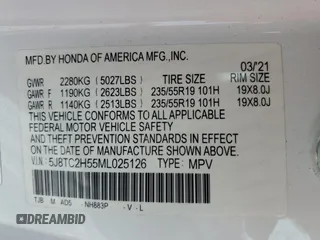 MFD.BY HONDA OF AMERICA MFG.,INC.
03/'21
GVWR 2280KG (5027LBS) TIRE SIZE RIM SIZE
GAWR F 1190KG (2623LBS) 235/55R19 101H 19X8.0J
GAWR R 1140KG (2513LBS) 235/55R19 101H 19X8.0J
THIS VEHICLE CONFORMS TO ALL APPLICABLE
FEDERAL MOTOR VEHICLE SAFETY, BUMPER,
AND THEFT PREVENTION STANDARDS IN EFFECT ON THE
DATE OF MANUFACTURE SHOWN ABOVE.
V.I.N: 5J8TC2H55ML025126 TYPE: MPV
TJB M AD5 NH883P - V - L
DREAMBID